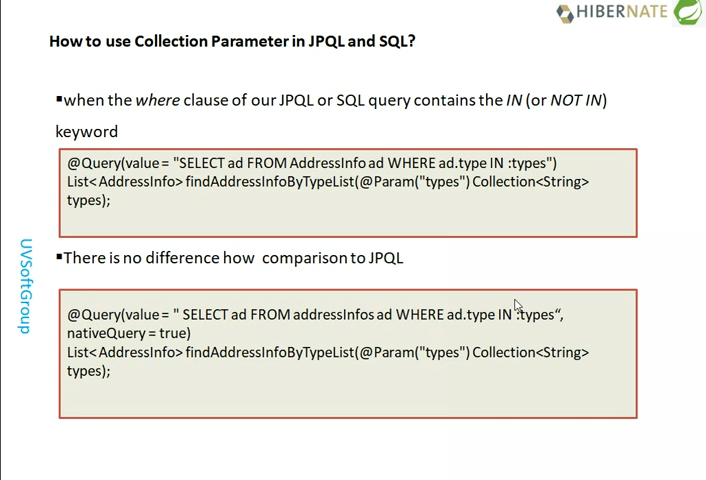 HIBERNATE
How to use Collection Parameter in JPQL and SQL?
▪when the where clause of our JPQL or SQL query contains the IN (or NOT IN)
keyword
@Query(value = "SELECT ad FROM AddressInfo ad WHERE ad.type IN :types")
List< AddressInfo> findAddressInfoByTypeList(@Param("types") Collection<String>
types);
▪There is no difference how  comparison to JPQL
UVSoftGroup
@Query(value = " SELECT ad FROM addressInfos ad WHERE ad.type IN :types“,
nativeQuery = true)
List< AddressInfo> findAddressInfoByTypeList(@Param("types") Collection<String>
types);